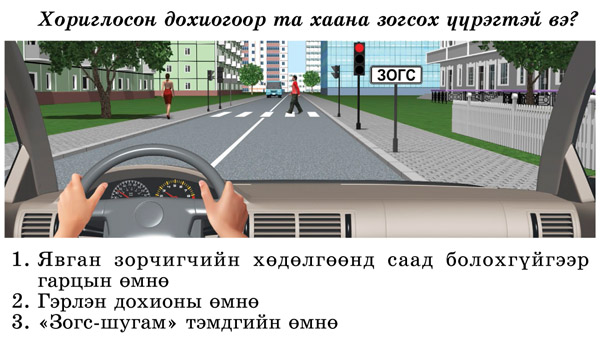 Хориглосон дохиогоор та хаана зогсох үүрэгтэй вэ?
ЗОГС
1. Явган зорчигчийн хөдөлгөөнд саад болохгүйгээр
гарцын өмнө
2. Гэрлэн дохионы өмнө
3. «Зогс-шугам» тэмдгийн өмнө